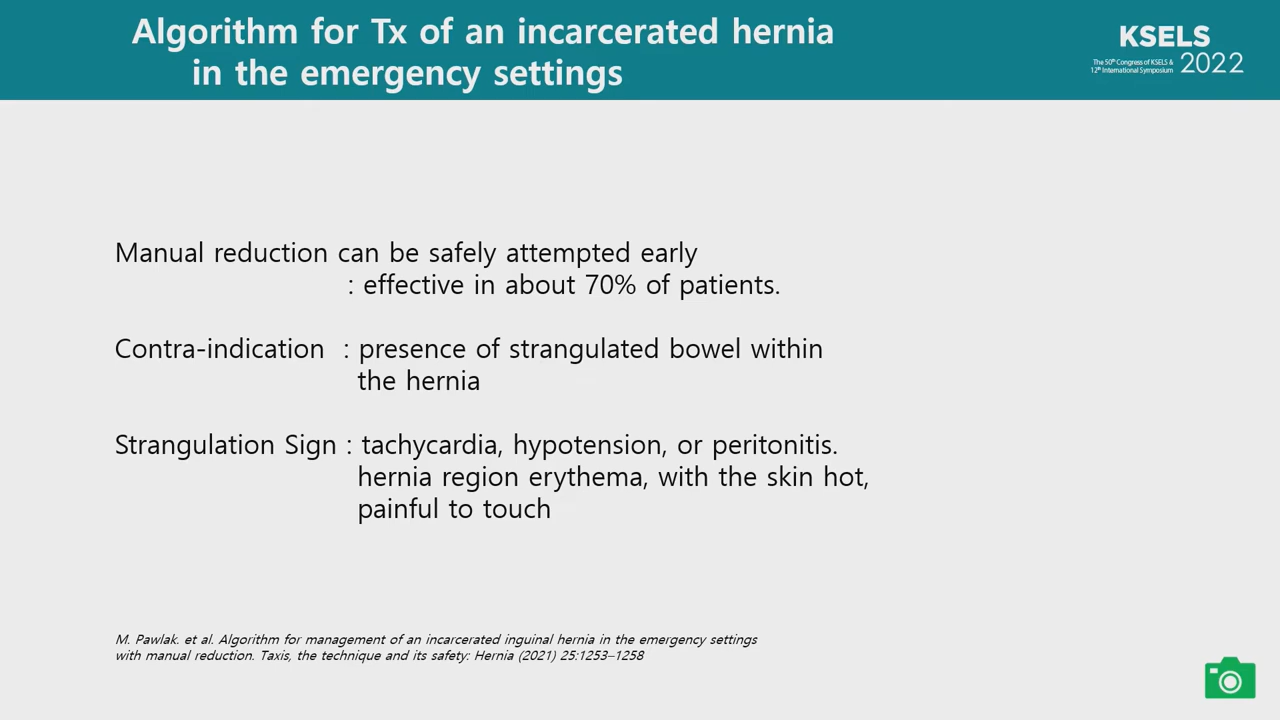 Algorithm for Tx of an incarcerated hernia
in the emergency settings
KSELS
The 50th Congress of KSELS &
12th International Symposium
2022
Manual reduction can be safely attempted early
: effective in about 70% of patients.
Contra-indication : presence of strangulated bowel within
the hernia
Strangulation Sign : tachycardia, hypotension, or peritonitis.
hernia region erythema, with the skin hot,
painful to touch
M. Pawlak. et al. Algorithm for management of an incarcerated inguinal hernia in the emergency settings
with manual reduction. Taxis, the technique and its safety: Hernia (2021) 25:1253–1258